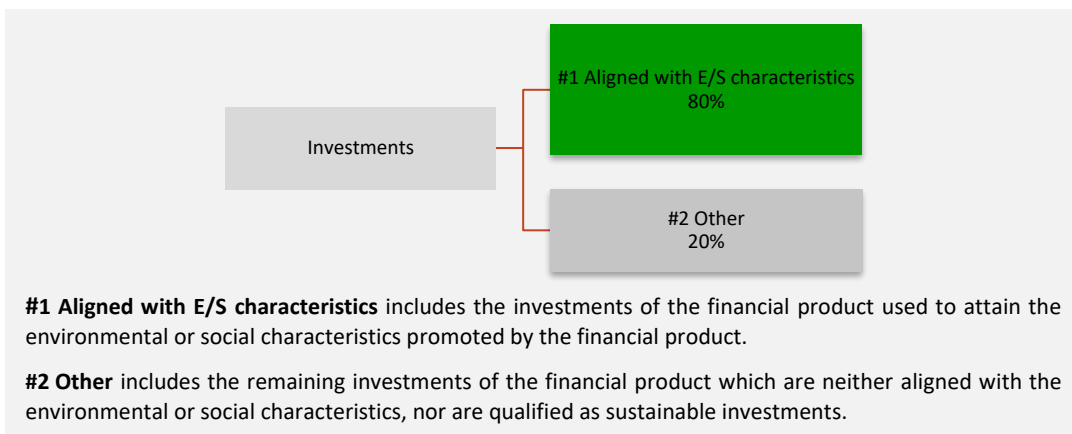 #1 Aligned with E/S characteristics
80%
Investments
#2 Other
20%
#1 Aligned with E/S characteristics includes the investments of the financial product used to attain the
environmental or social characteristics promoted by the financial product.
#2 Other includes the remaining investments of the financial product which are neither aligned with the
environmental or social characteristics, nor are qualified as sustainable investments.